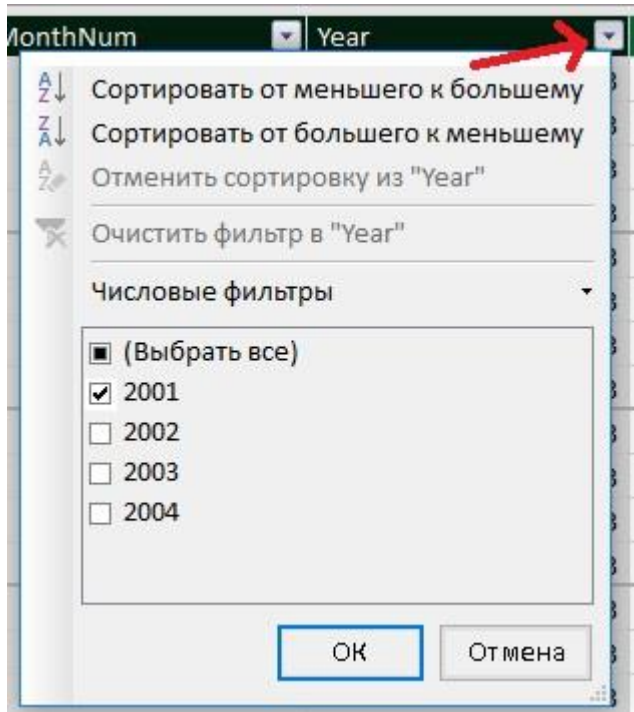 MonthNum Year
Сортировать от меньшего к большему
Сортировать от большего к меньшему
Отменить сортировку из "Year"
Очистить фильтр в "Year"
Числовые фильтры
(Выбрать все)
2001
2002
2003
2004
ОК Отмена